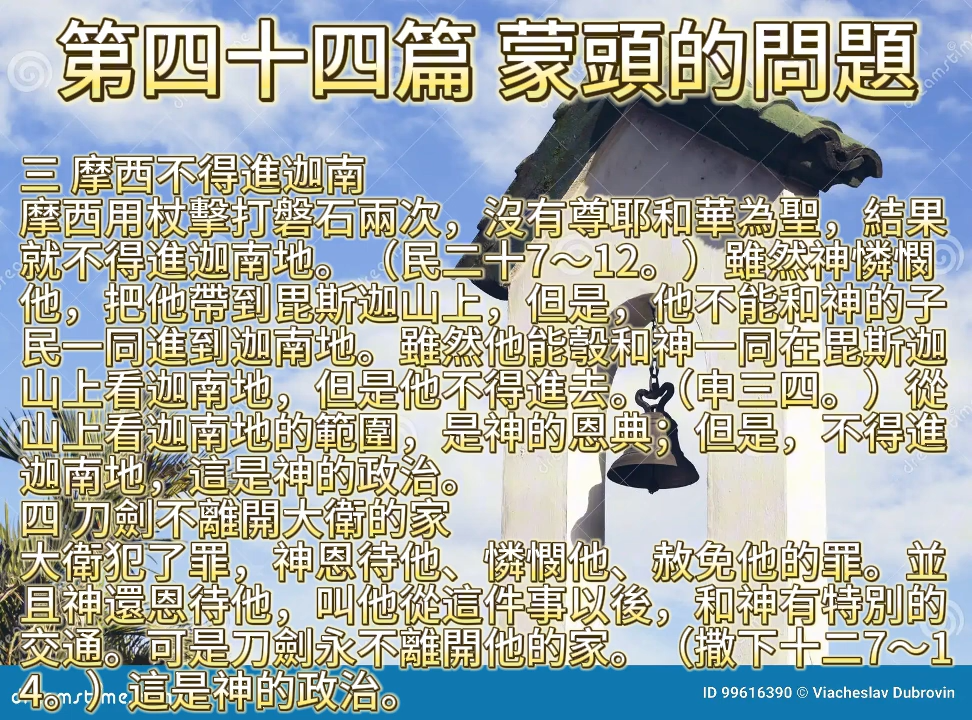 第四十四篇 蒙頭的問題
三 摩西不得進迦南
摩西用杖擊打磐石兩次，沒有尊耶和華為聖，結果
就不得進迦南地。（民二十7～12。）雖然神憐憫
他，把他帶到毘斯迦山上，但是，他不能和神的子
民一同進到迦南地。雖然他能彀和神一同在毘斯迦
山上看迦南地，但是他不得進去。（申三四。）從
山上看迦南地的範圍，是神的恩典；但是，不得進
迦南地，這是神的政治。
四 刀劍不離開大衛的家
大衛犯了罪，神恩待他、憐憫他、赦免他的罪。並
且神還恩待他，叫他從這件事以後，和神有特別的
交通。可是刀劍永不離開他的家。（撒下十二7～1
4。）這是神的政治。
ID 99616390 © Viacheslav Dubrovin